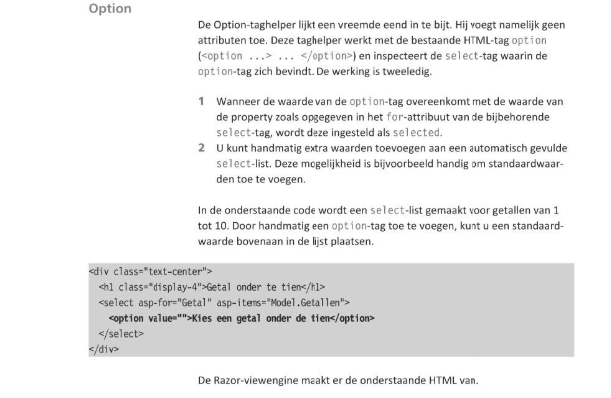 Option
De Option-taghelper lijkt een vreemde eend in te bijt. Hij voegt namelijk geen
attributen toe. Deze taghelper werkt met de bestaande HTML-tag option
(<option ...> ... </option>) en inspecteert de select-tag waarin de
option-tag zich bevindt. De werking is tweeledig.
1 Wanneer de waarde van de option-tag overeenkomt met de waarde van
de property zoals opgegeven in het for-attribuut van de bijbehorende
select-tag, wordt deze ingesteld als selected.
2 U kunt handmatig extra waarden toevoegen aan een automatisch gevulde
select-list. Deze mogelijkheid is bijvoorbeeld handig om standaardwaar-
den toe te voegen.
In de onderstaande code wordt een select-list gemaakt voor getallen van 1
tot 10. Door handmatig een option-tag toe te voegen, kunt u een standaard-
waarde bovenaan in de lijst plaatsen.
<div class="text-center">
<h1 class="display-4">Getal onder te tien</h1>
<select asp-for="Getal" asp-items="Model.Getallen">
<option value="">Kies een getal onder de tien</option>
</select>
</div>
De Razor-viewengine maakt er de onderstaande HTML van.